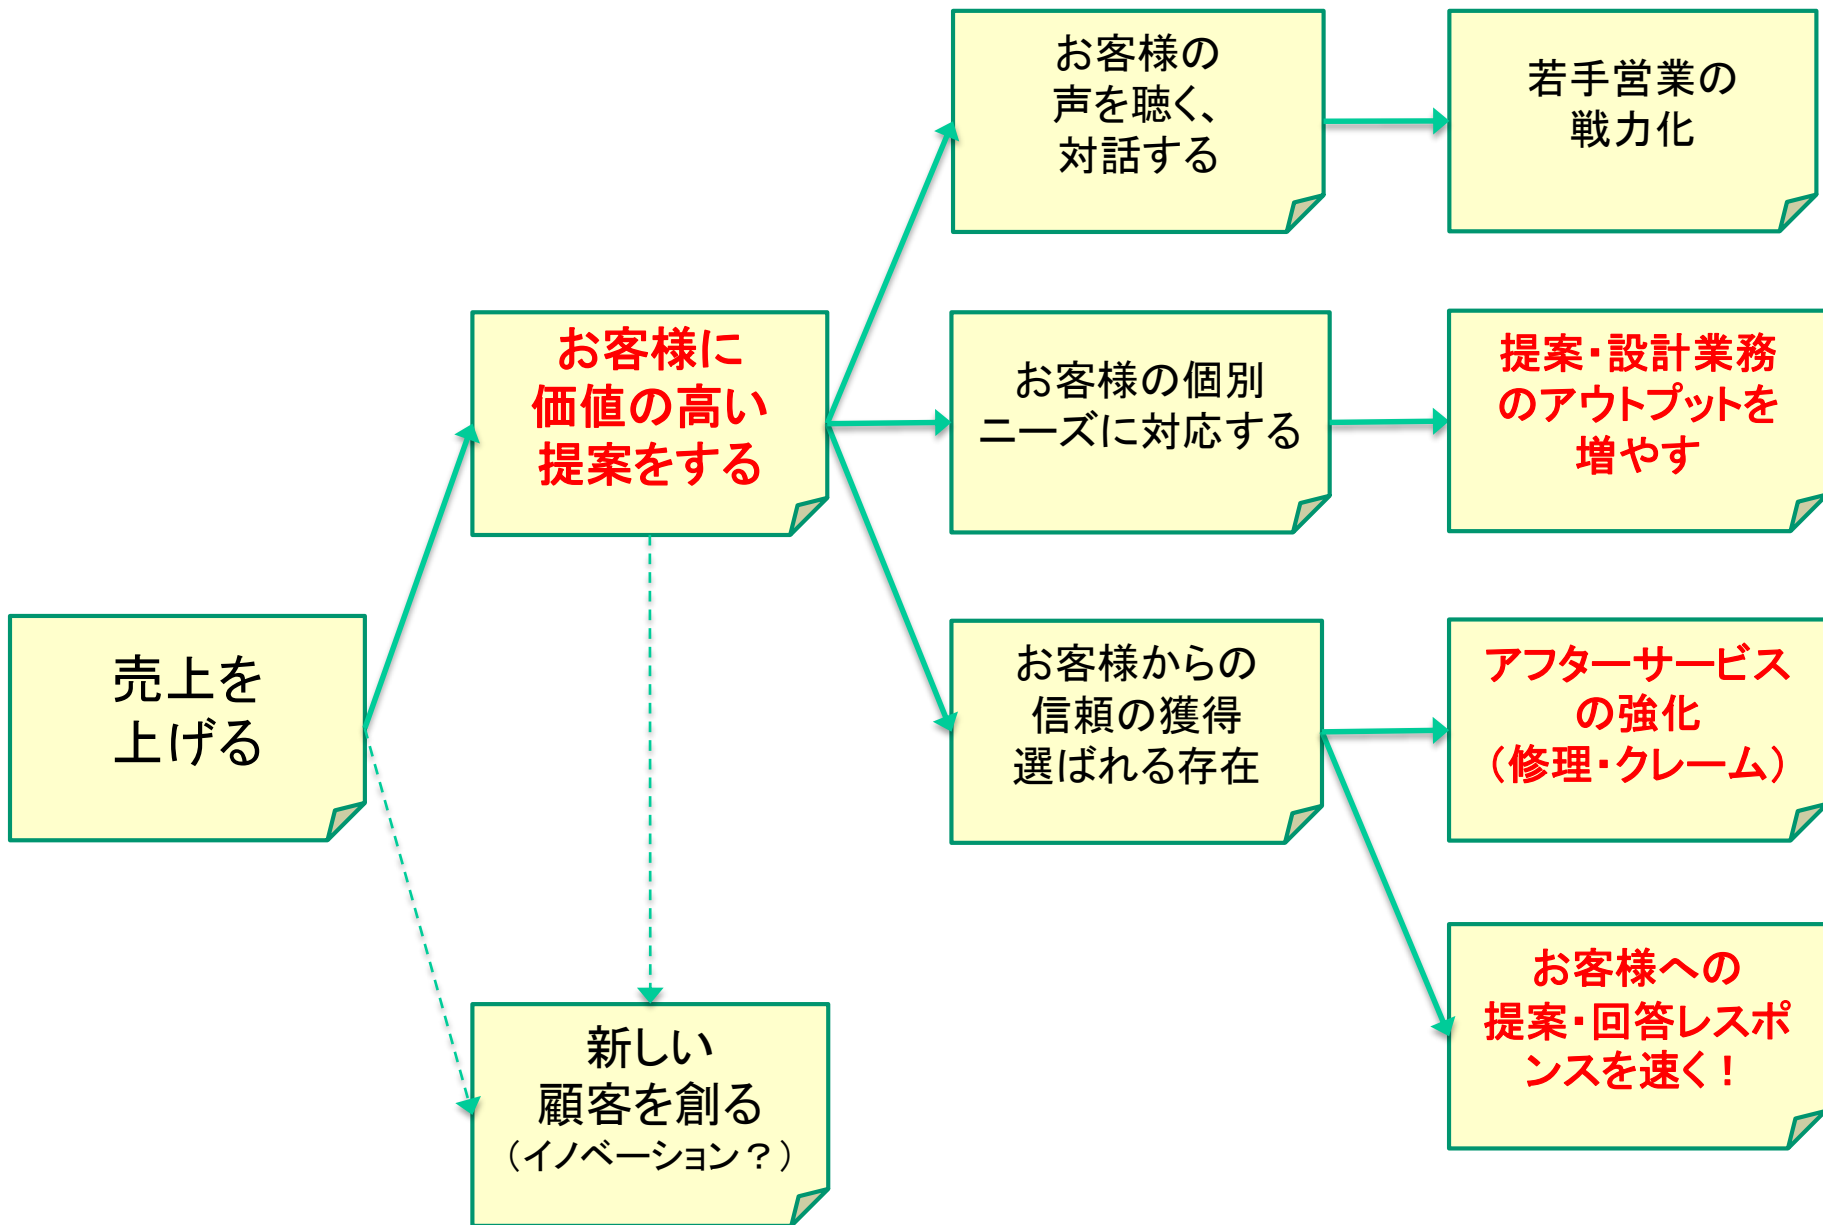 お客様の
声を聴く、
対話する
若手営業の
戦力化
お客様に
価値の高い
提案をする
お客様の個別
ニーズに対応する
提案・設計業務
のアウトプットを
増やす
売上を
上げる
お客様からの
信頼の獲得
選ばれる存在
アフターサービス
の強化
（修理・クレーム）
お客様への
提案・回答レスポ
ンスを速く！
新しい
顧客を創る
（イノベーション？）